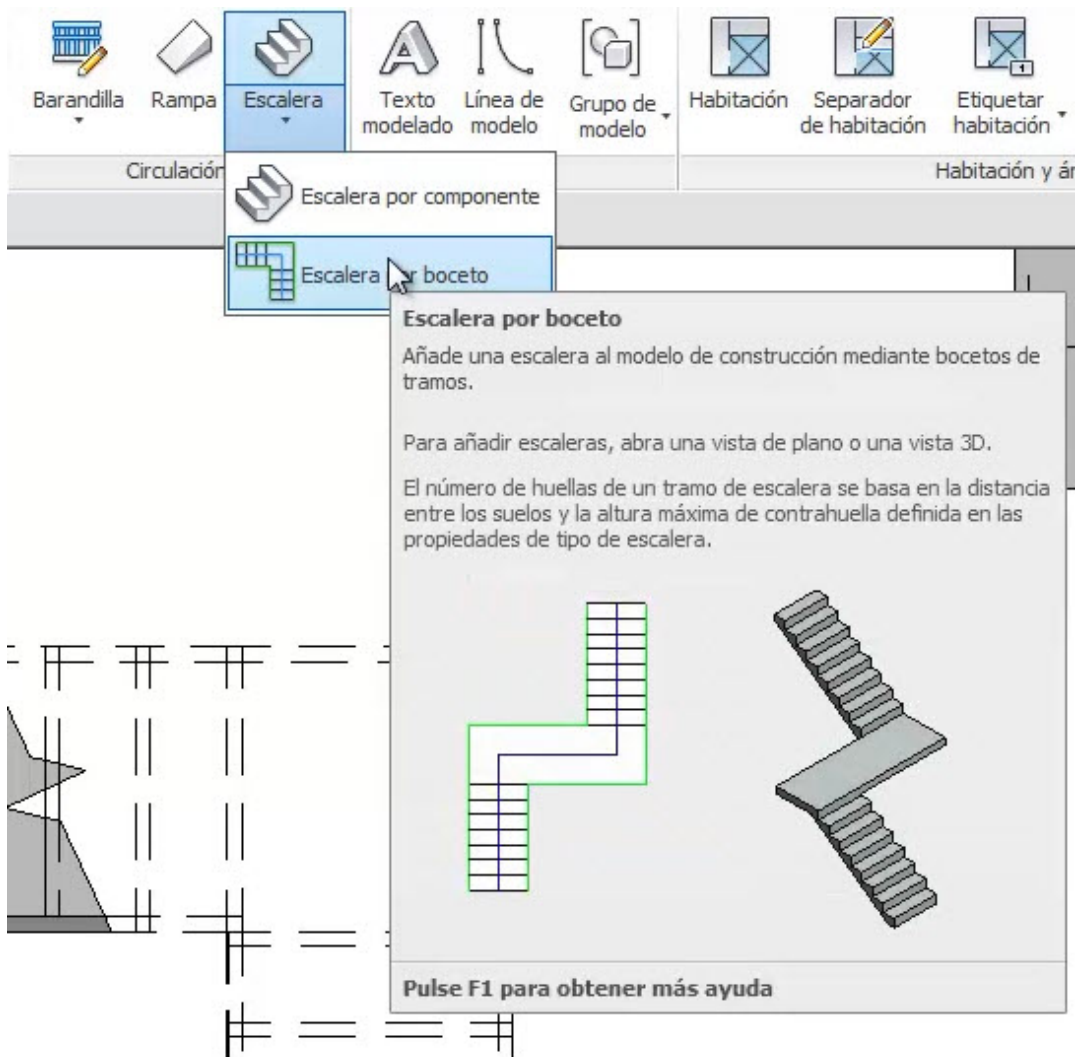 Barandilla
Rampa
Escalera
Texto
modelado
Línea de
modelo
Grupo de
modelo
Habitación
Separador
de habitación
Etiquetar
habitación
1
Circulación
Habitación y ár
Escalera por componente
Escalera por boceto
Escalera por boceto
Añade una escalera al modelo de construcción mediante bocetos de
tramos.
Para añadir escaleras, abra una vista de plano o una vista 3D.
El número de huellas de un tramo de escalera se basa en la distancia
entre los suelos y la altura máxima de contrahuella definida en las
propiedades de tipo de escalera.
Pulse F1 para obtener más ayuda